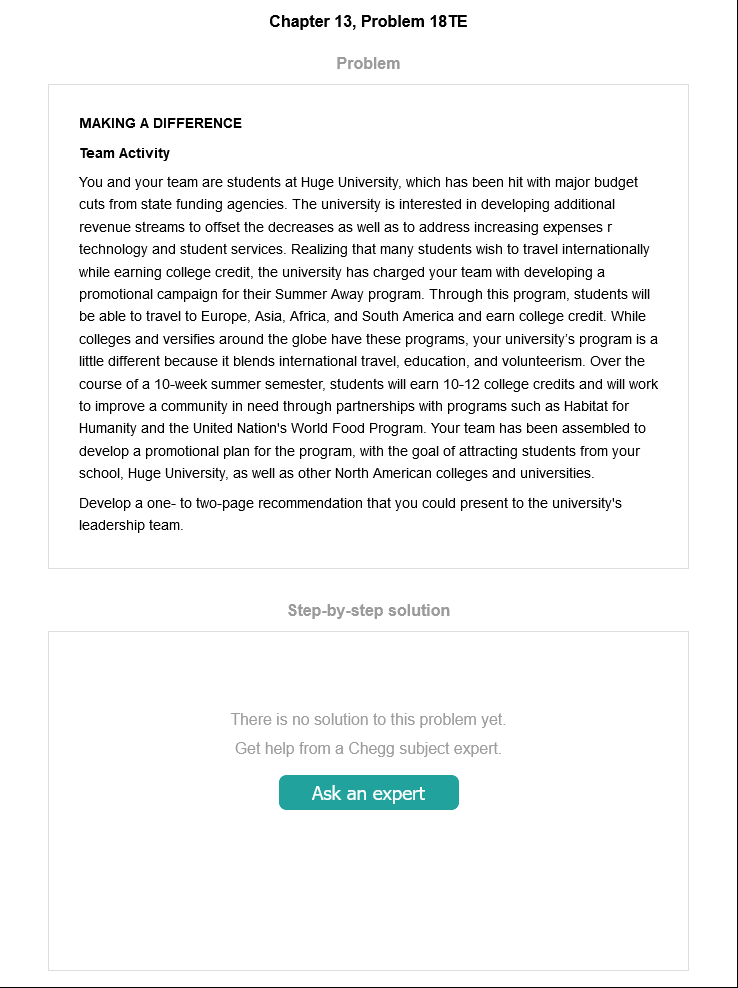 Chapter 13, Problem 18TE
Problem
MAKING A DIFFERENCE
Team Activity
You and your team are students at Huge University, which has been hit with major budget
cuts from state funding agencies. The university is interested in developing additional
revenue streams to offset the decreases as well as to address increasing expenses r
technology and student services. Realizing that many students wish to travel internationally
while earning college credit, the university has charged your team with developing a
promotional campaign for their Summer Away program. Through this program, students will
be able to travel to Europe, Asia, Africa, and South America and earn college credit. While
colleges and versifies around the globe have these programs, your university's program is a
little different because it blends international travel, education, and volunteerism. Over the
course of a 10-week summer semester, students will earn 10-12 college credits and will work
to improve a community in need through partnerships with programs such as Habitat for
Humanity and the United Nation's World Food Program. Your team has been assembled to
develop a promotional plan for the program, with the goal of attracting students from your
school, Huge University, as well as other North American colleges and universities.
Develop a one- to two-page recommendation that you could present to the university's
leadership team.
Step-by-step solution
There is no solution to this problem yet.
Get help from a Chegg subject expert.
Ask an expert